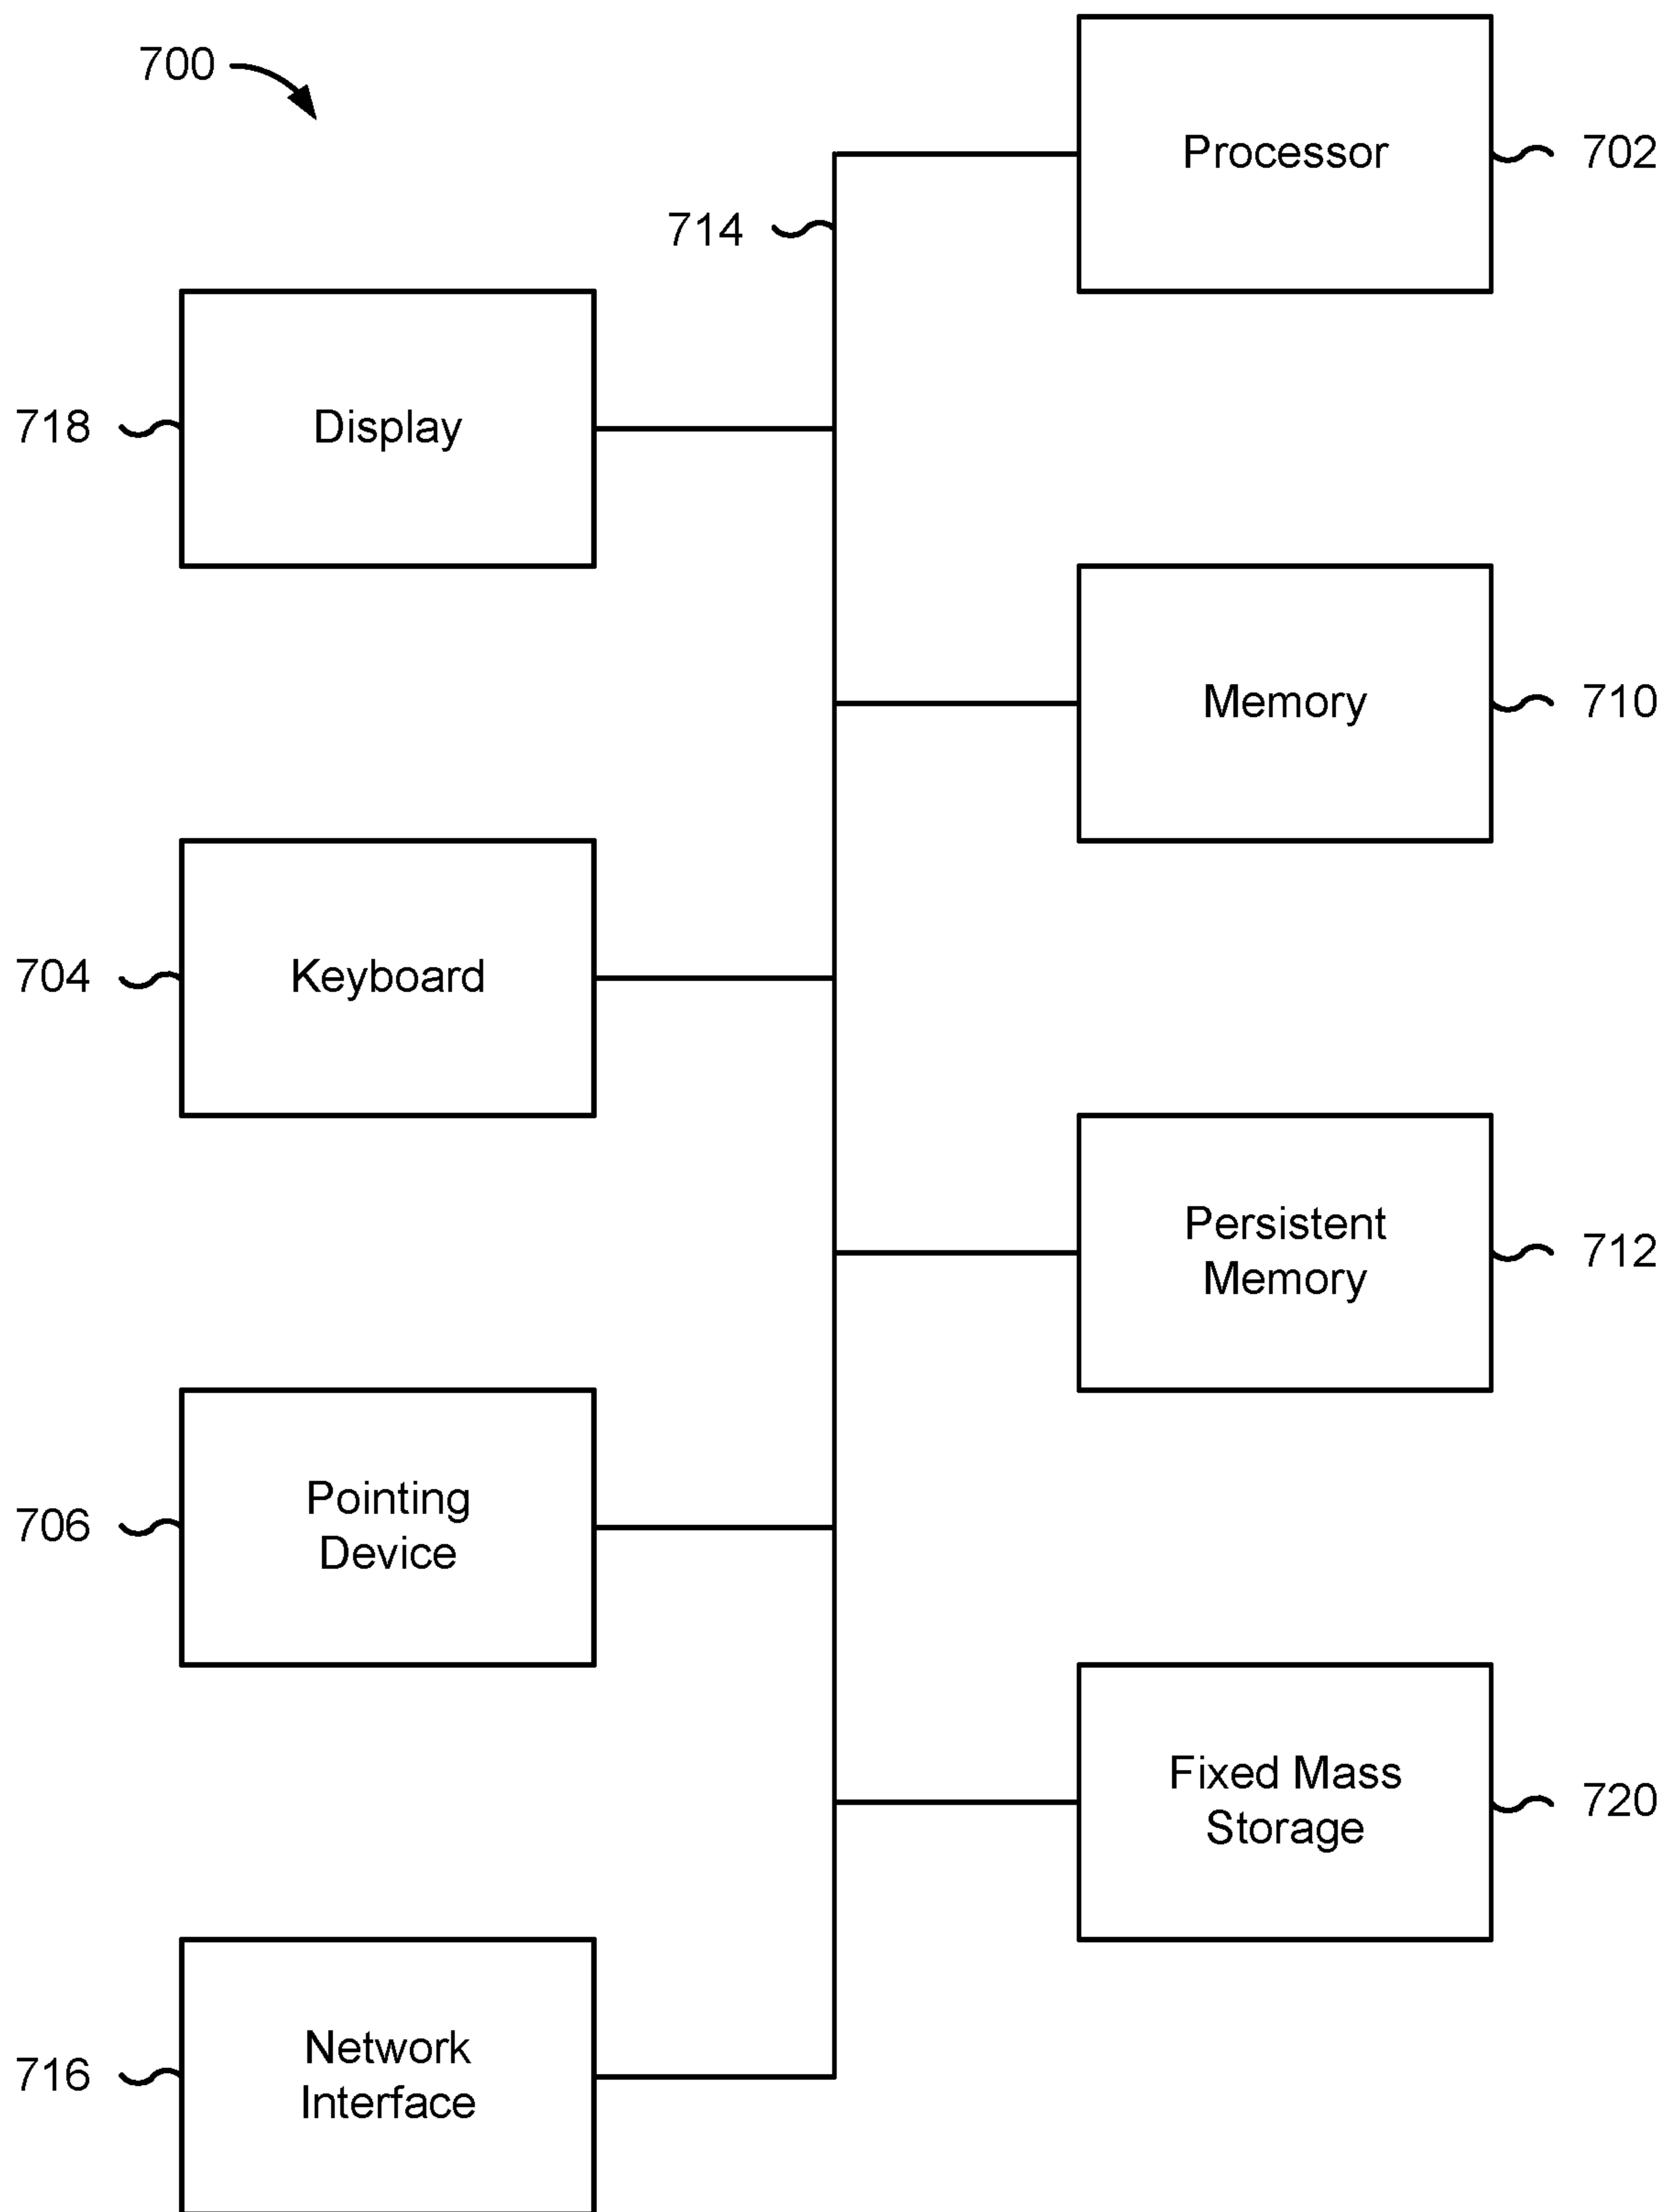 700
Processor
702
714
Display
718
Memory
710
Keyboard
704
Persistent
Memory
712
Pointing
Device
706
Fixed Mass
Storage
720
Network
Interface
716